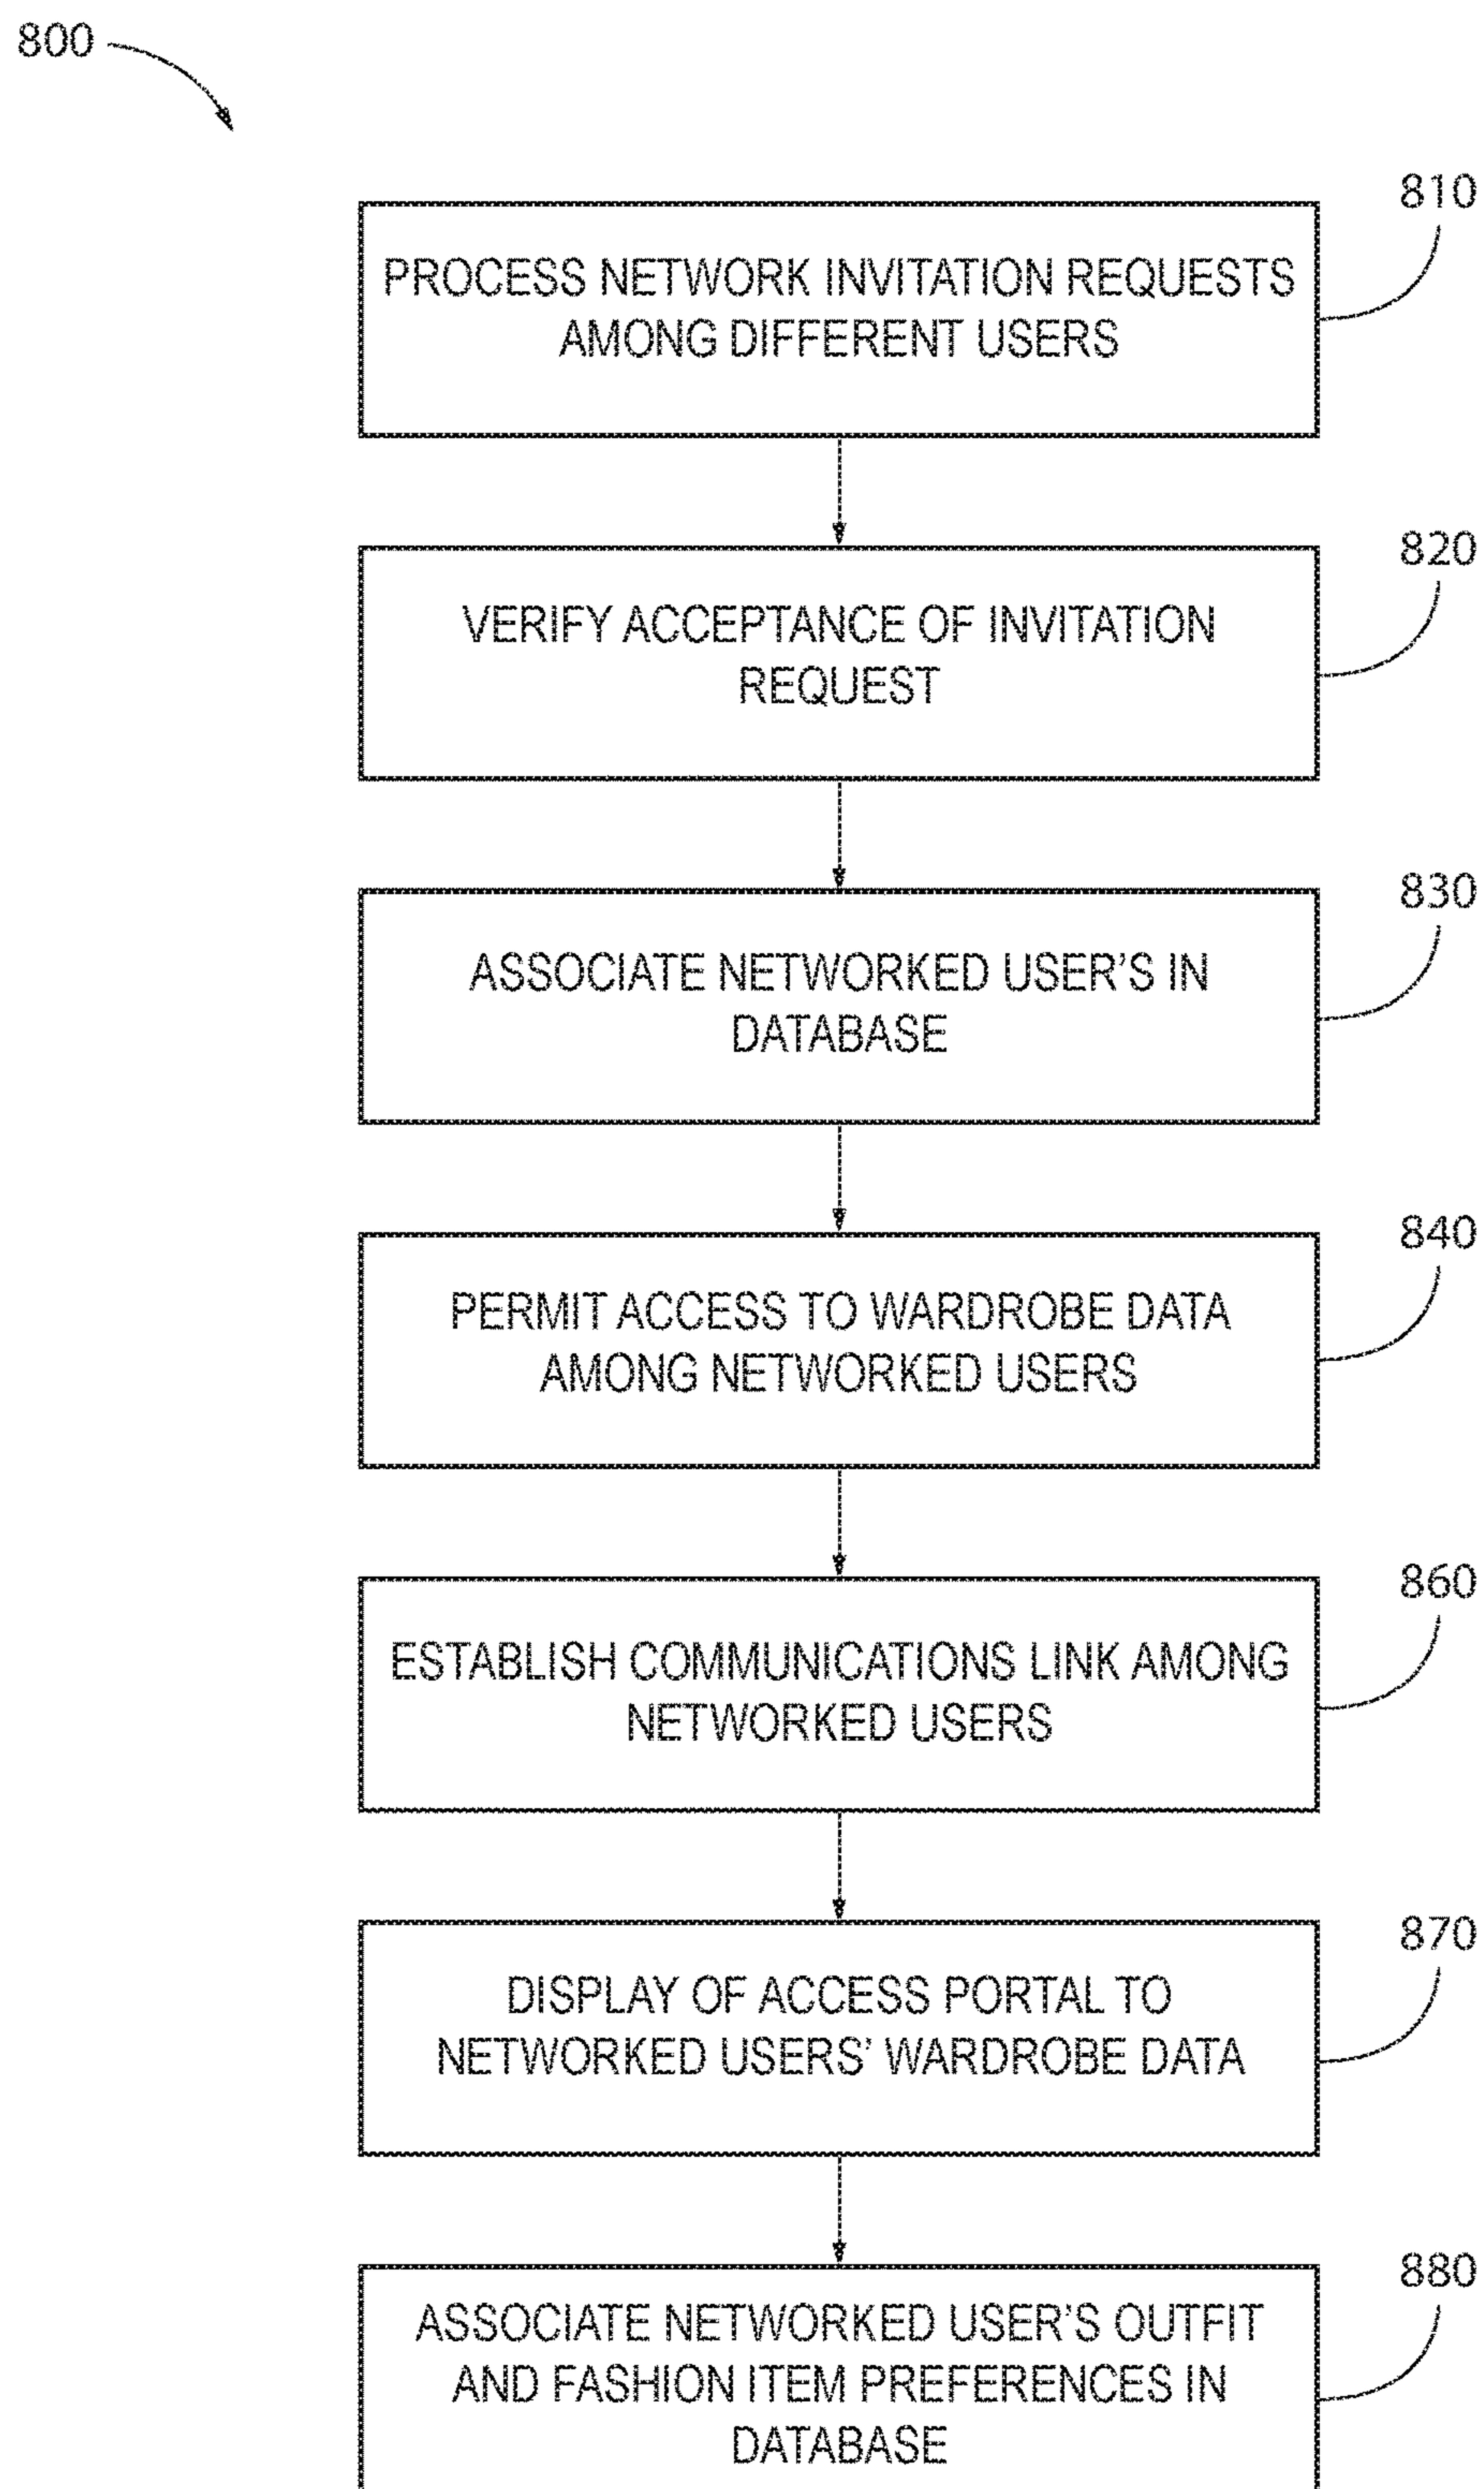 800
810
PROCESS NETWORK INVITATION REQUESTS
AMONG DIFFERENT USERS
820
VERIFY ACCEPTANCE OF INVITATION
REQUEST
830
ASSOCIATE NETWORKED USER'S IN
DATABASE
840
PERMIT ACCESS TO WARDROBE DATA
AMONG NETWORKED USERS
860
ESTABLISH COMMUNICATIONS LINK AMONG
NETWORKED USERS
870
DISPLAY OF ACCESS PORTAL TO
NETWORKED USERS' WARDROBE DATA
880
ASSOCIATE NETWORKED USER'S OUTFIT
AND FASHION ITEM PREFERENCES IN
DATABASE